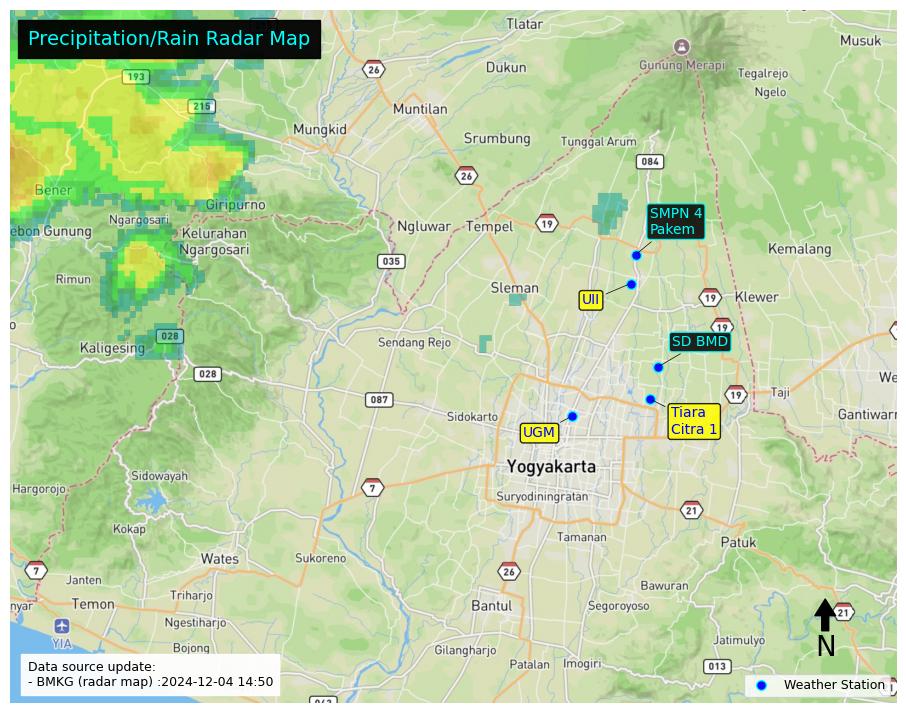 Tlatar
Precipitation/Rain Radar Map
Musuk
26
Dukun
Gunung Merapi
Tegalrejo
193
Ngelo
215
Muntilan
Mungkid
Srumbung
Tunggal Arum
084
26
Bener
Giripurno
SMPN 4
Pakem
Ngargosari
Ngluwar
Tempel
19
ebon Gunung
Kelurahan
Ngargosari
Kemalang
035
Rimun
Sleman
UII
19
Klewer
19
028
Kaligesing
Sendang Rejo
SD BMD
028
We
087
19
Taji
Sidokarto
Tiara
Citra 1
Gantiwarn
UGM
Yogyakarta
Sidowayah
Hargorojo
7
Suryodiningratan
21
Kokap
Tamanan
Patuk
Wates
Sukoreno
7
26
Janten
Bawuran
Triharjo
nyar
Temon
Bantul
Segoroyoso
21
Ngestiharjo
YIA
N
Bojong
Gilangharjo
Jatimulyo
Patalan
Imogiri
013
Data source update:
- BMKG (radar map) :2024-12-04 14:50
Weather Station